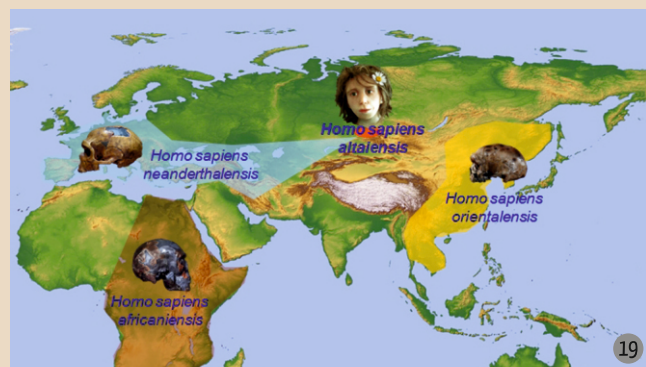 Homo sapiens
altaiensis
Homo sapiens
neanderthalensis
Homo sapiens
orientalensis
Homo sapiens
africaniensis
19